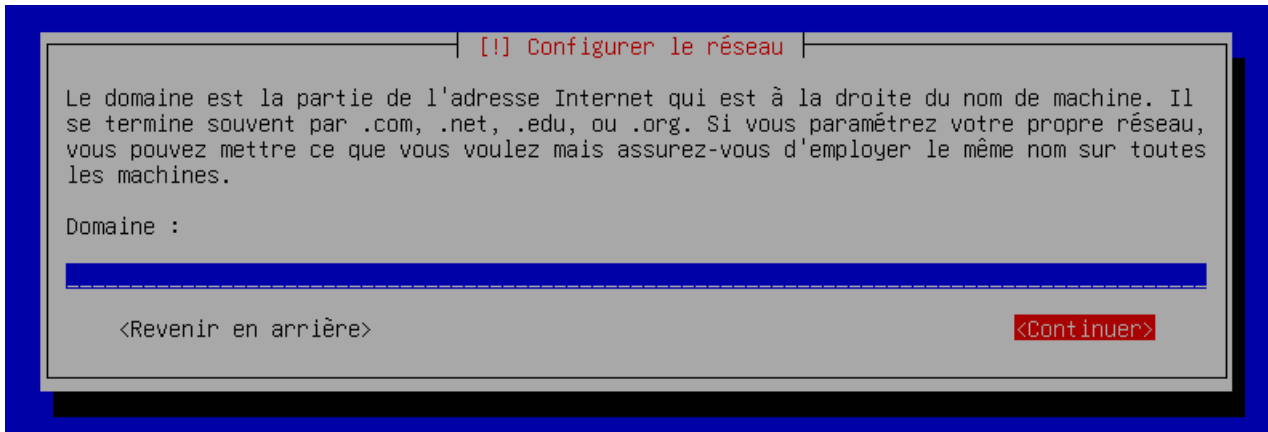 [!] Configurer le réseau
Le domaine est la partie de l'adresse Internet qui est à la droite du nom de machine. Il
se termine souvent par .com, .net, .edu, ou .org. Si vous paramétrez votre propre réseau,
vous pouvez mettre ce que vous voulez mais assurez-vous d'employer le même nom sur toutes
les machines.
Domaine :
<Revenir en arrière> <Continuer>